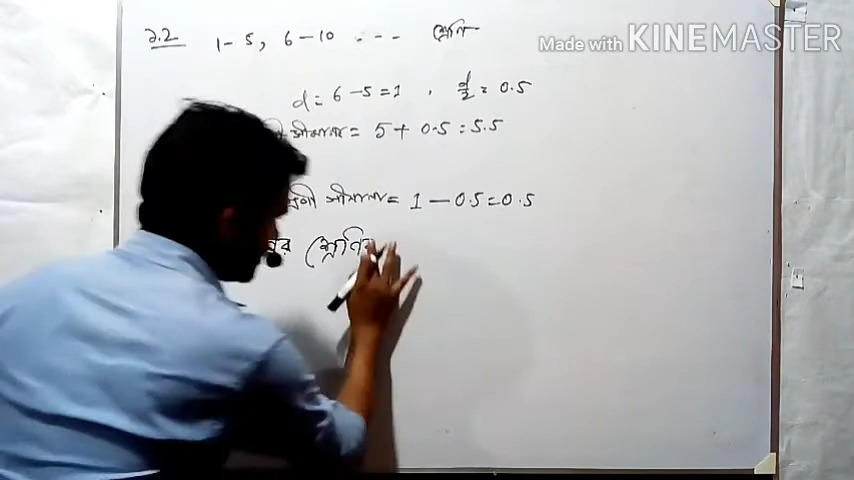 Made with KINEMASTER
১.2 1-5, 6-10 . - - - শ্রেণি
d = 6-5=1 , d/2 = 0.5
সীমানা = 5+ 0.5 = 5.5
সীমানা = 1 - 0.5 = 0.5
শ্রেণির